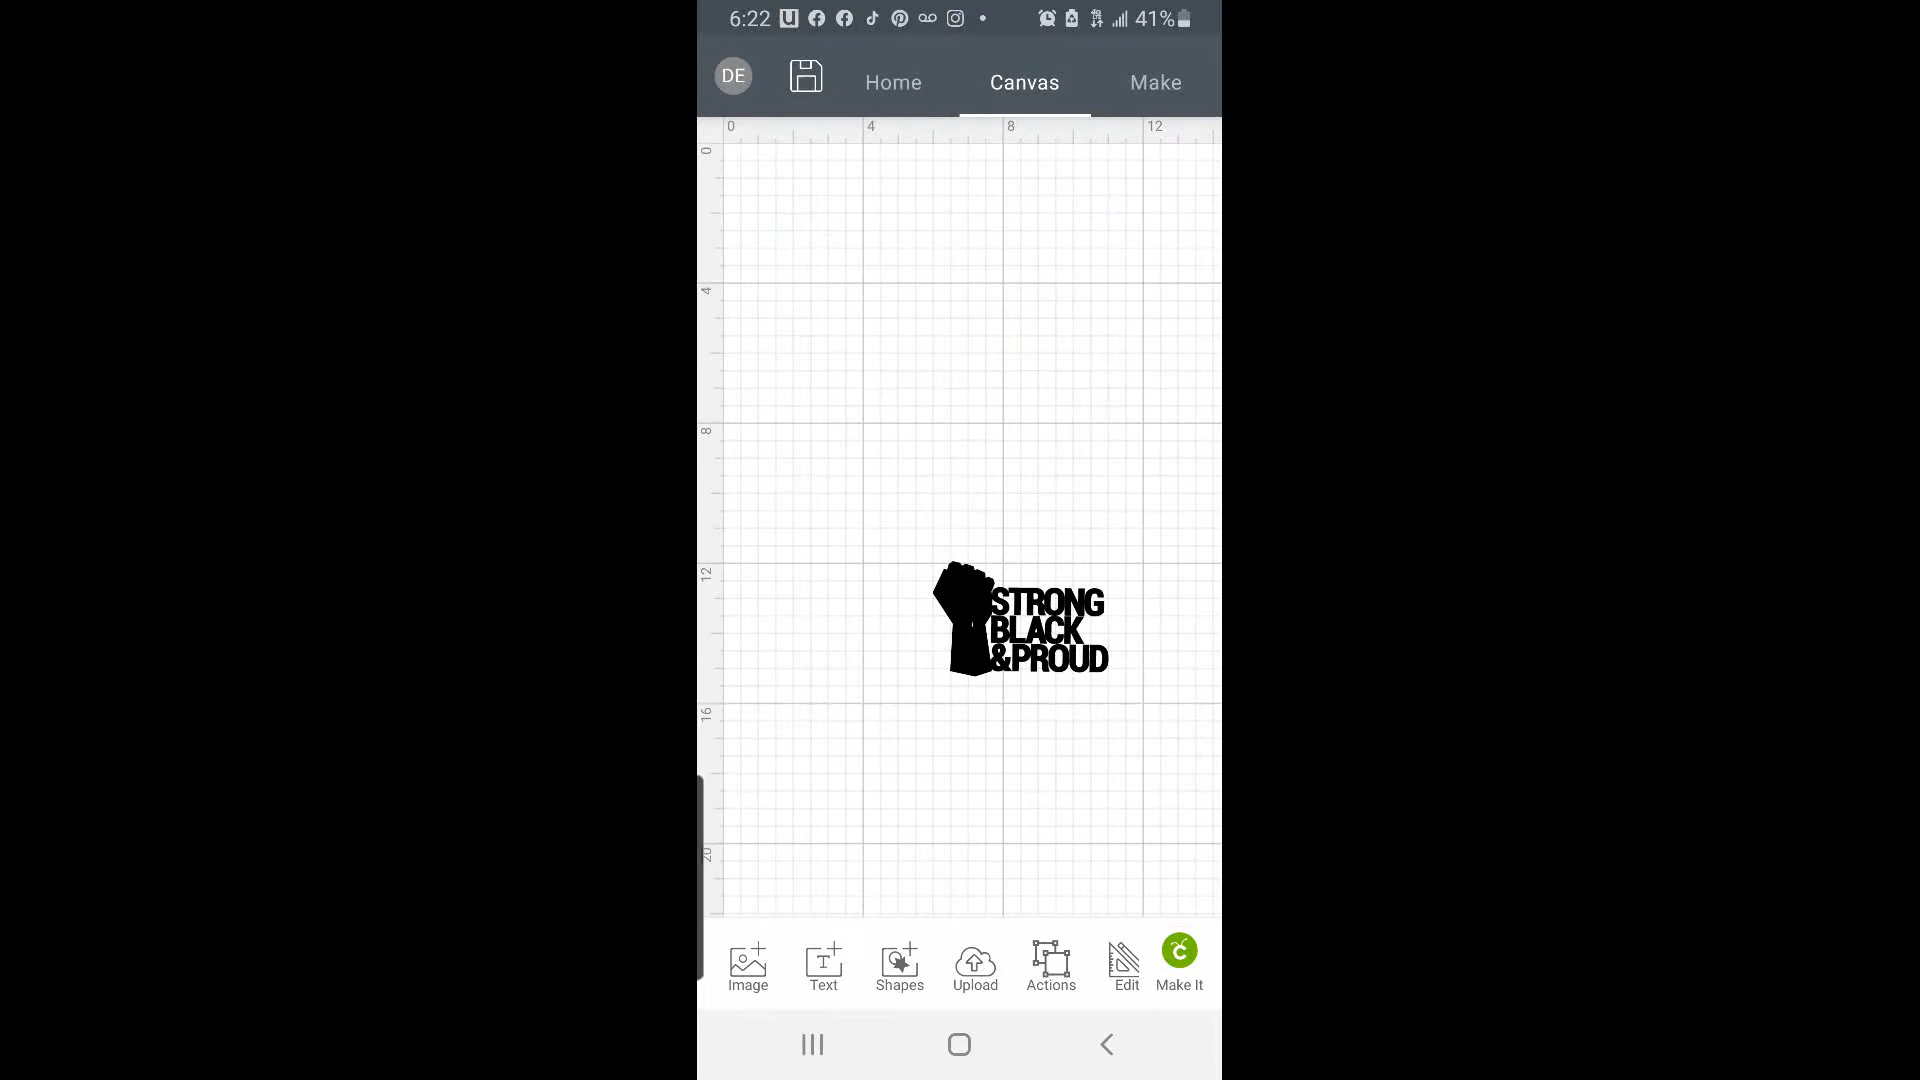 6:22
41%
DE
Home
Canvas
Make
0
4
8
12
0
4
8
12
16
20
STRONG
BLACK
&PROUD
Image
Text
Shapes
Upload
Actions
Edit
Make It